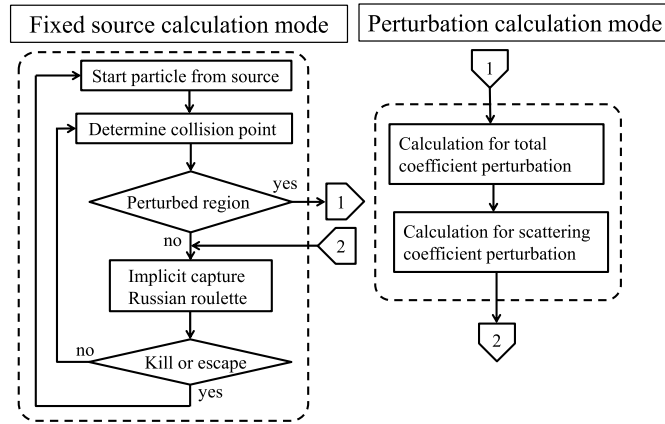 Fixed source calculation mode
Start particle from source
Determine collision point
Perturbed region
yes
1
no
2
Implicit capture
Russian roulette
no
Kill or escape
yes
Perturbation calculation mode
1
Calculation for total
coefficient perturbation
Calculation for scattering
coefficient perturbation
2